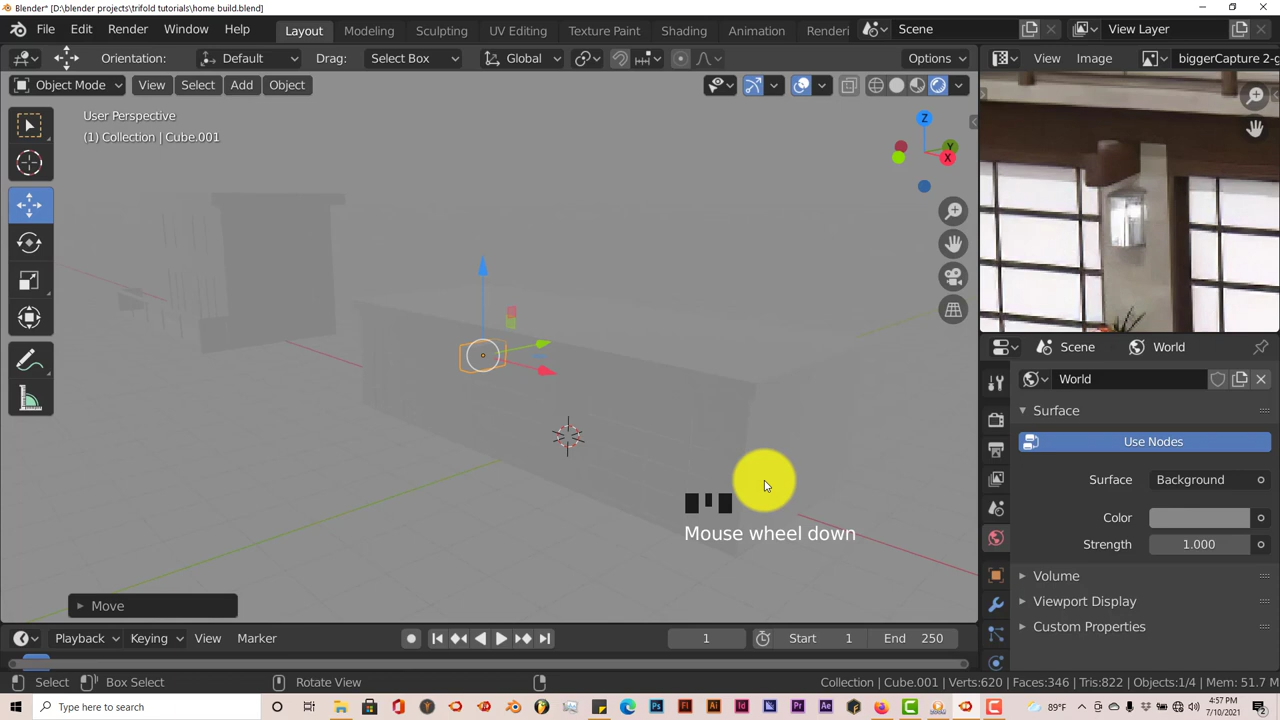 Blender* [D:\blender projects\trifold tutorials\home build.blend]
File Edit Render Window Help Layout Modeling Sculpting UV Editing Texture Paint Shading Animation Renderi Scene View Layer
Orientation: Default Drag: Select Box Global Options View Image biggerCapture 2-g
Object Mode View Select Add Object
User Perspective
(1) Collection | Cube.001
Z
Y
X
Scene World
World
Surface
Use Nodes
Surface Background
Color
Strength 1.000
Mouse wheel down
Volume
Viewport Display
Custom Properties
Move
Playback Keying View Marker 1 Start 1 End 250
Select Box Select Rotate View Collection | Cube.001 | Verts:620 | Faces:346 | Tris:822 | Objects:1/4 | Mem: 51.7 M
Type here to search 89°F 4:57 PM
7/10/2021